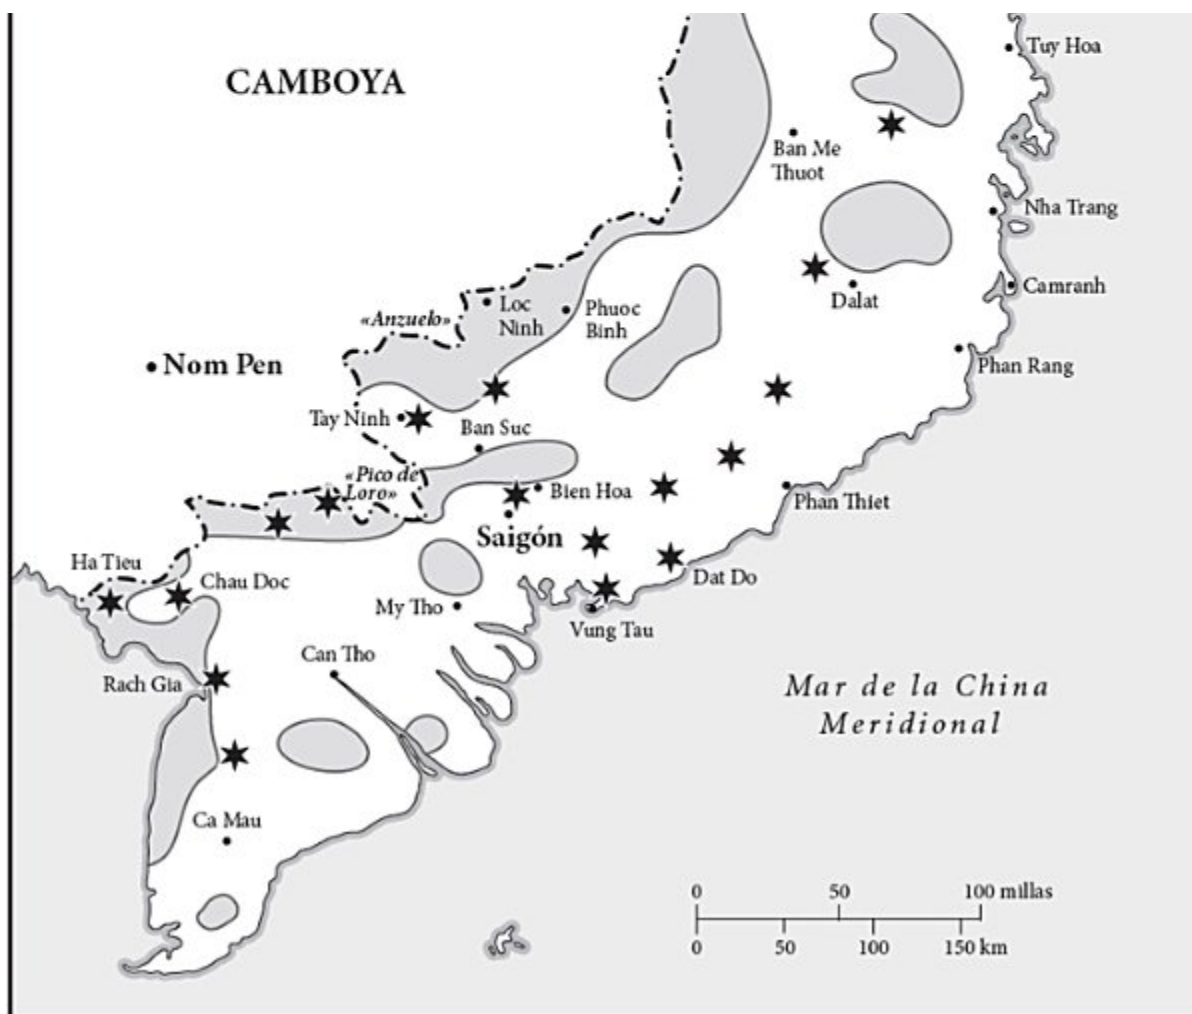 Tuy Hoa
CAMBOYA
Ban Me
Thuot
Nha Trang
Camranh
Dalat
Loc
Ninh
Phuoc
Binh
«Anzuelo»
Nom Pen
Phan Rang
Tay Ninh
Ban Suc
«Pico de
Loro»
Bien Hoa
Phan Thiet
Saigón
Ha Tieu
Chau Doc
Dat Do
My Tho
Vung Tau
Can Tho
Rach Gia
Mar de la China
Meridional
Ca Mau
0 50 100 millas
0 50 100 150 km